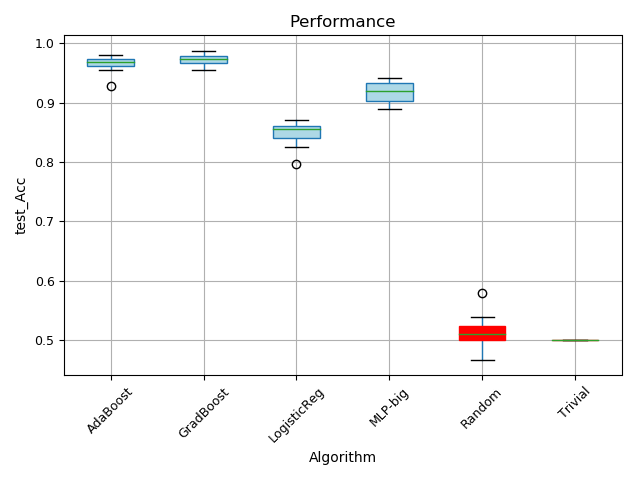 Performance
1.0
0.9
0.8
0.7
0.6
0.5
test_Acc
AdaBoost
GradBoost
LogisticReg
MLP-big
Random
Trivial
Algorithm